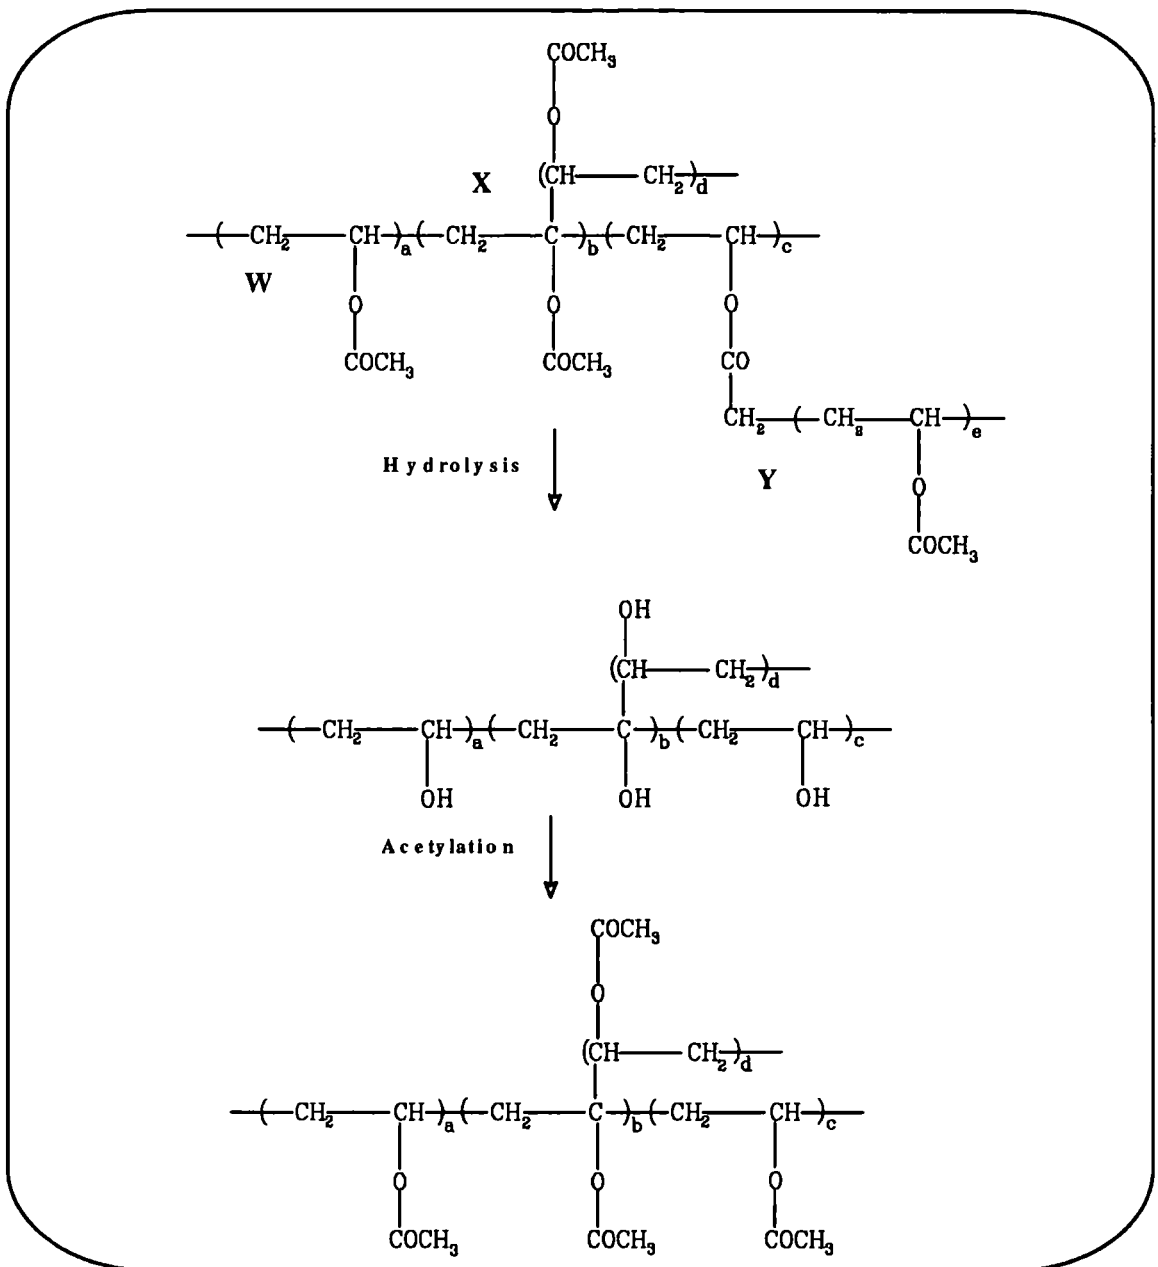 COCH3
O
X (CH CH2)d
( CH2 CH )a ( CH2 C )b ( CH2 CH )c
W
O O O
COCH3 COCH3 CO
CH2 ( CH2 CH )e
Hydrolysis
Y O
COCH3
OH
(CH CH2)d
( CH2 CH )a ( CH2 C )b ( CH2 CH )c
OH OH OH
Acetylation
COCH3
O
(CH CH2)d
( CH2 CH )a ( CH2 C )b ( CH2 CH )c
O O O
COCH3 COCH3 COCH3